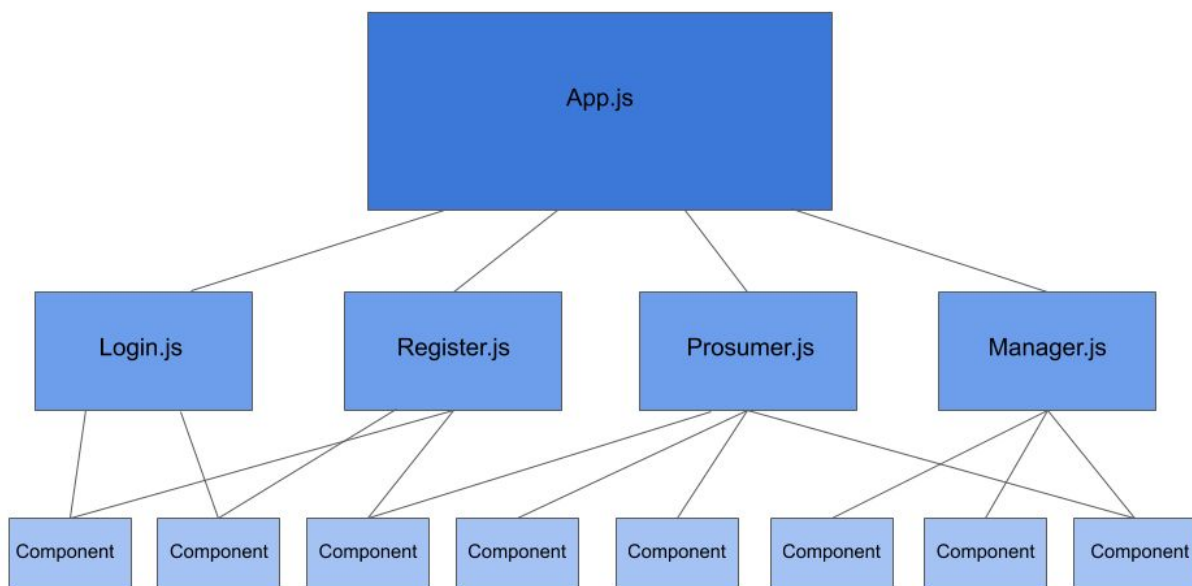 App.js
Login.js
Register.js
Prosumer.js
Manager.js
Component
Component
Component
Component
Component
Component
Component
Component